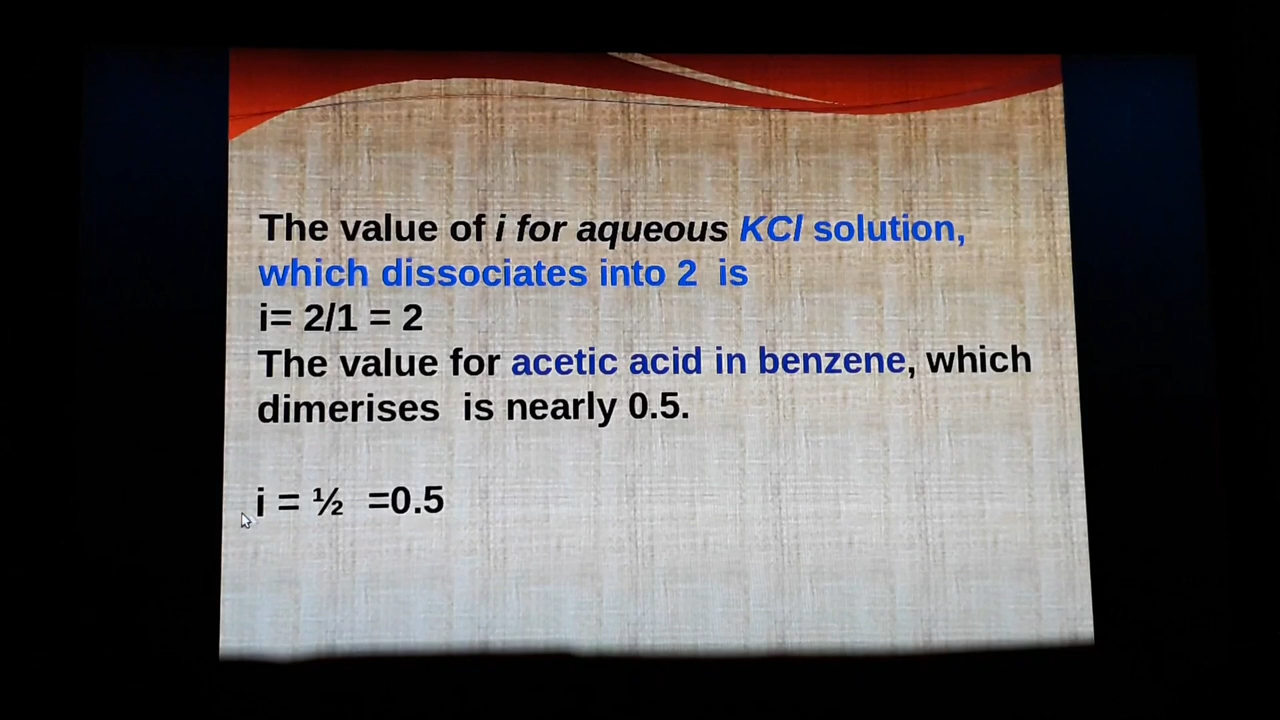 The value of i for aqueous KCl solution,
which dissociates into 2 is
i= 2/1 = 2
The value for acetic acid in benzene, which
dimerises is nearly 0.5.
i = ½ =0.5